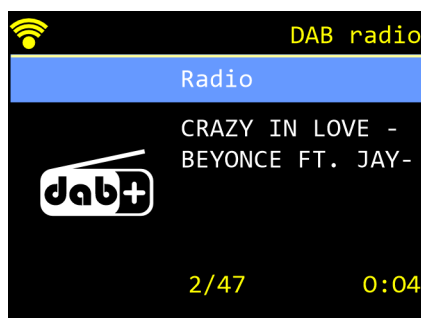 DAB radio
Radio
CRAZY IN LOVE -
BEYONCE FT. JAY-
dab+
2/47 0:04